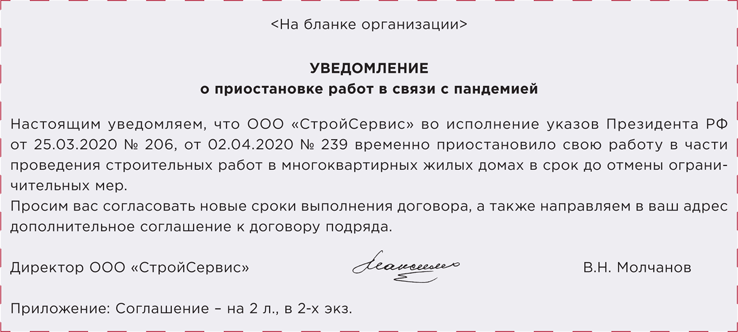 <На бланке организации>
УВЕДОМЛЕНИЕ
о приостановке работ в связи с пандемией
Настоящим уведомляем, что ООО «СтройСервис» во исполнение указов Президента РФ
от 25.03.2020 № 206, от 02.04.2020 № 239 временно приостановило свою работу в части
проведения строительных работ в многоквартирных жилых домах в срок до отмены ограни-
чительных мер.
Просим вас согласовать новые сроки выполнения договора, а также направляем в ваш адрес
дополнительное соглашение к договору подряда.
Директор ООО «СтройСервис» В.Н. Молчанов
Приложение: Соглашение – на 2 л., в 2-х экз.